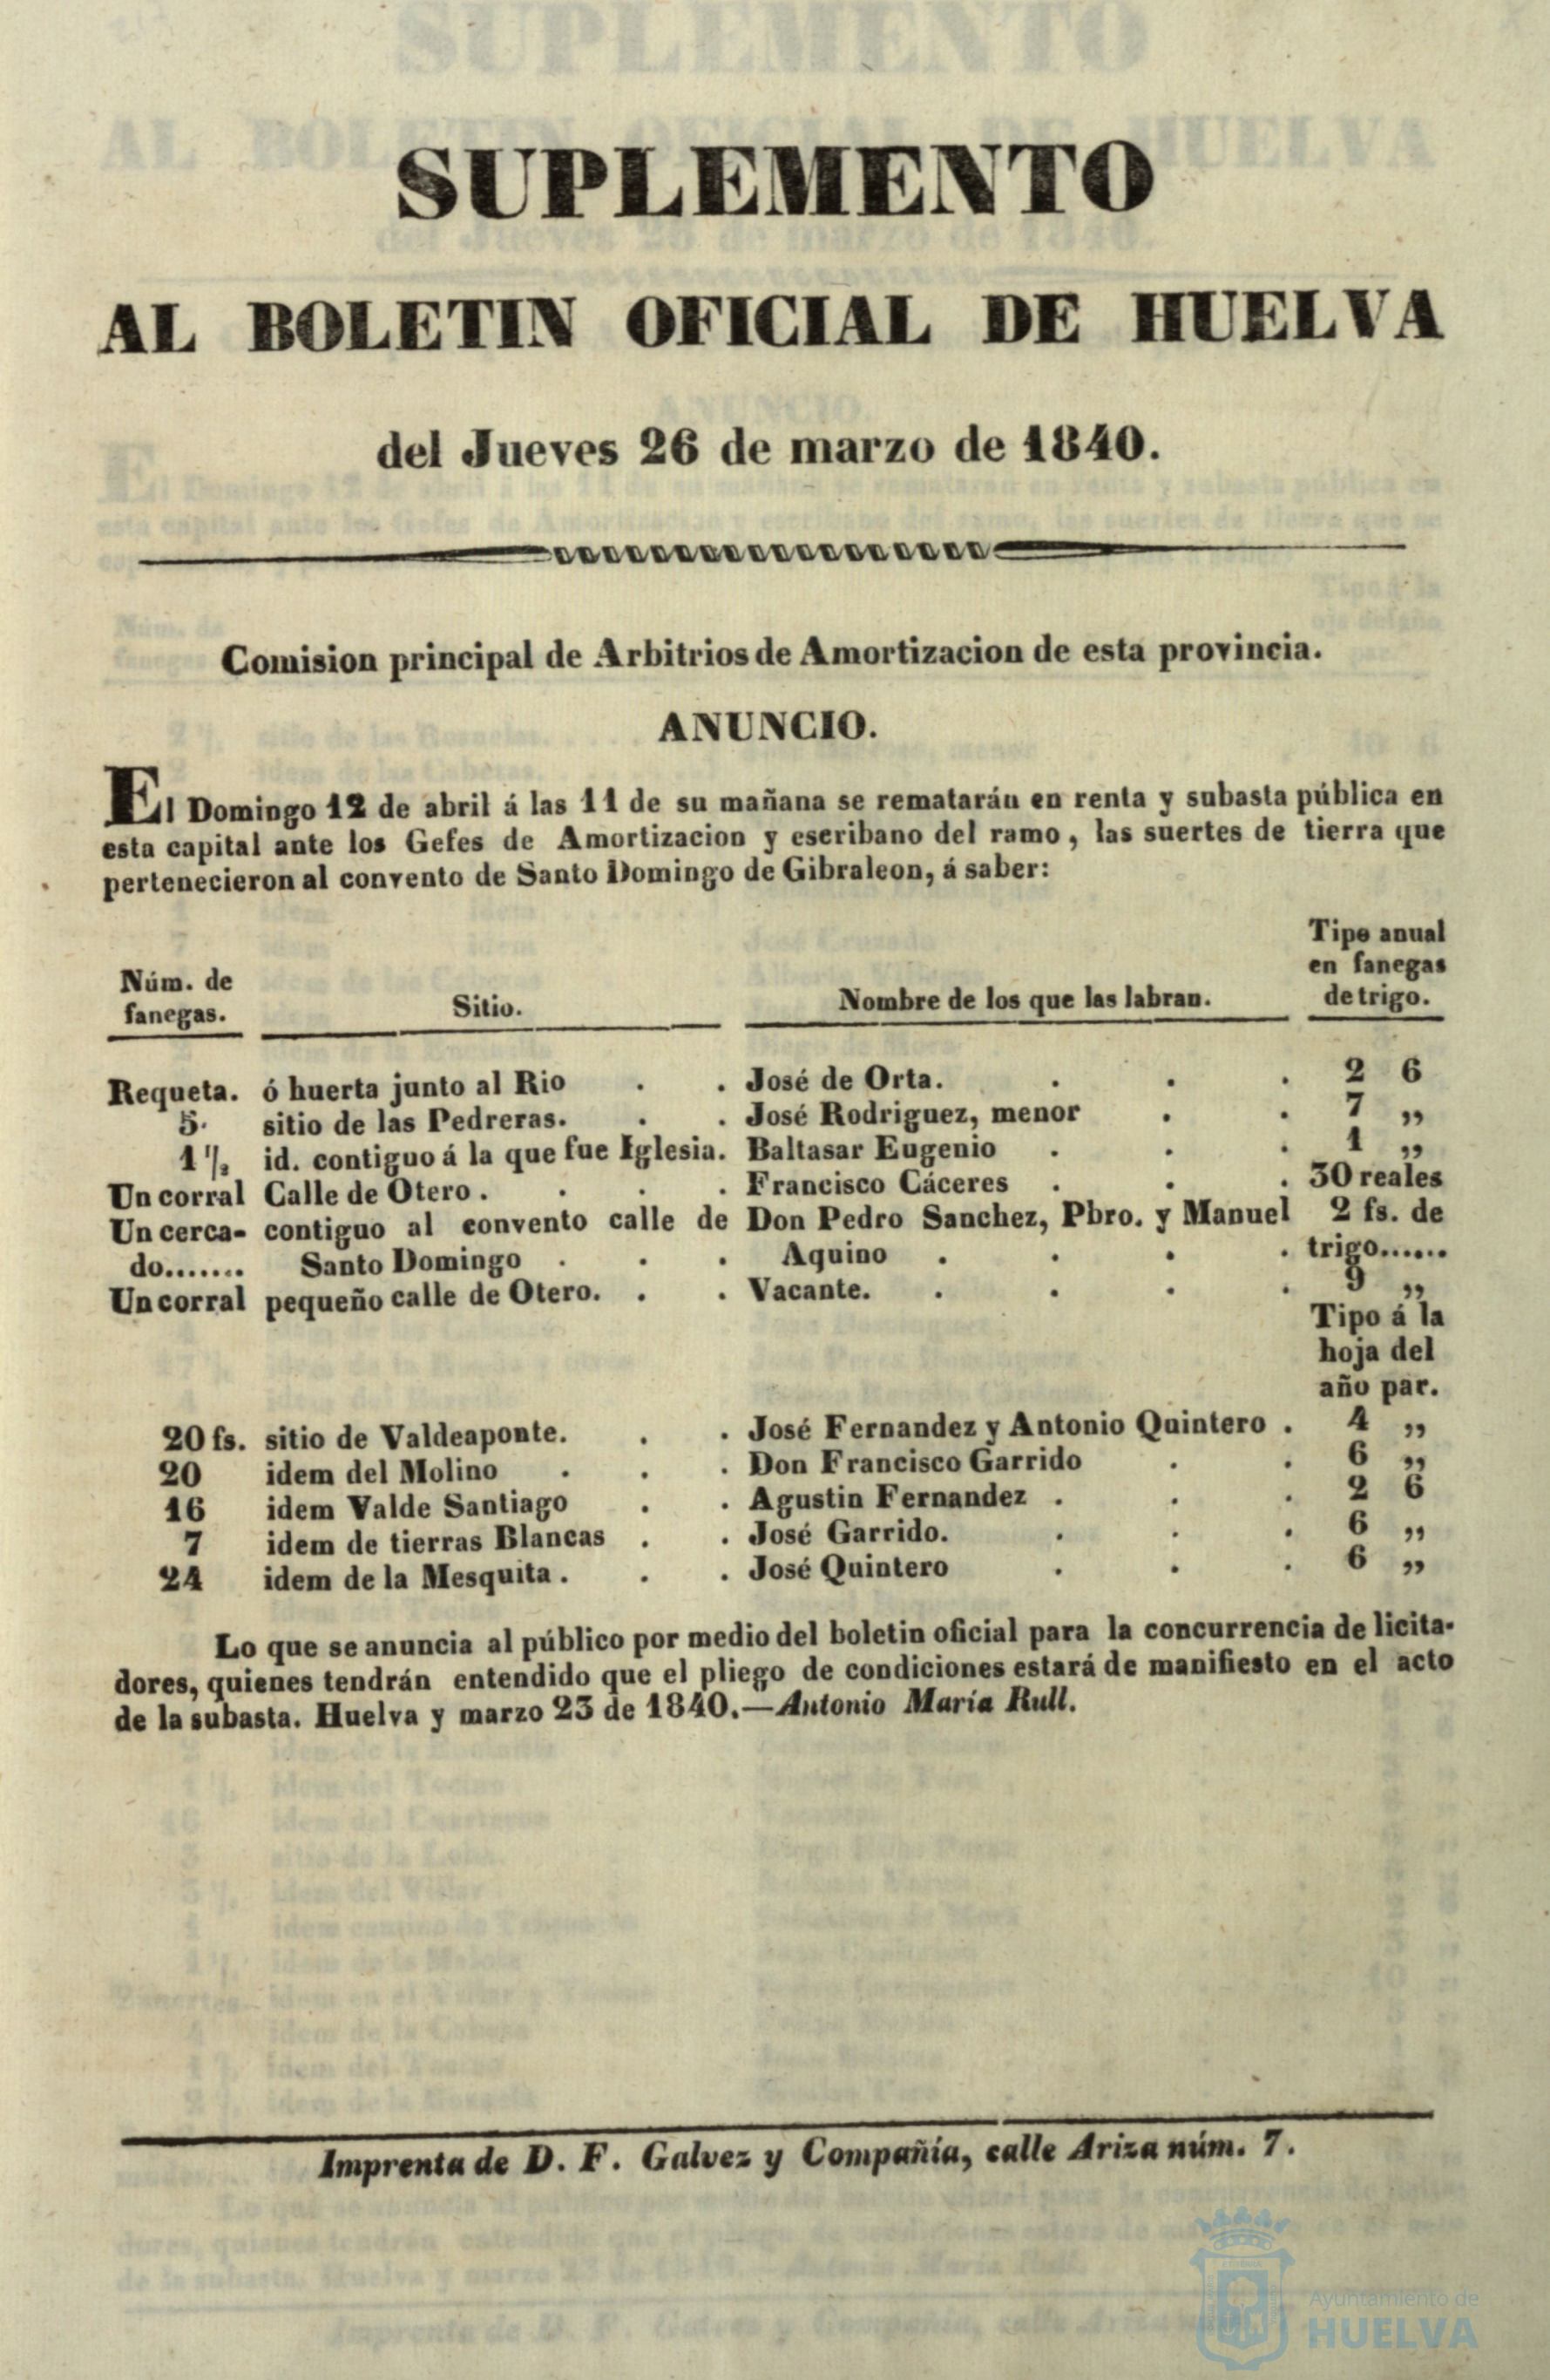 SUPLEMENTO
AL BOLETIN OFICIAL DE HUELVA
del Jueves 26 de marzo de 1840.
Comision principal de Arbitrios de Amortizacion de esta provincia.
ANUNCIO.
El Domingo 12 de abril á las 11 de su mañana se rematarán en renta y subasta pública en
esta capital ante los Gefes de Amortizacion y escribano del ramo, las suertes de tierra que
pertenecieron al convento de Santo Domingo de Gibraleon, á saber:
Núm. de fanegas. Sitio. Nombre de los que las labran. Tipo anual en fanegas de trigo.
Requeta. ó huerta junto al Rio . . José de Orta. . . . 2 6
5. sitio de las Pedreras. . . José Rodriguez, menor . . 7 ,,
1 1/2 id. contiguo á la que fue Iglesia. Baltasar Eugenio . . . 1 ,,
Un corral Calle de Otero . . . . Francisco Cáceres . . . 30 reales
Un cerca- contiguo al convento calle de Don Pedro Sanchez, Pbro. y Manuel 2 fs. de
do....... Santo Domingo . . . Aquino . . . . trigo......
Un corral pequeño calle de Otero. . . Vacante. . . . . 9 ,,
Tipo á la
hoja del
año par.
20 fs. sitio de Valdeaponte. . . José Fernandez y Antonio Quintero . 4 ,,
20 idem del Molino . . . Don Francisco Garrido . . 6 ,,
16 idem Valde Santiago . . Agustin Fernandez . . . 2 6
7 idem de tierras Blancas . . José Garrido. . . . 6 ,,
24 idem de la Mesquita . . . José Quintero . . . 6 ,,
Lo que se anuncia al público por medio del boletin oficial para la concurrencia de licita-
dores, quienes tendrán entendido que el pliego de condiciones estará de manifiesto en el acto
de la subasta. Huelva y marzo 23 de 1840.—Antonio María Rull.
Imprenta de D. F. Galvez y Compañía, calle Ariza núm. 7.
Ayuntamiento de
HUELVA